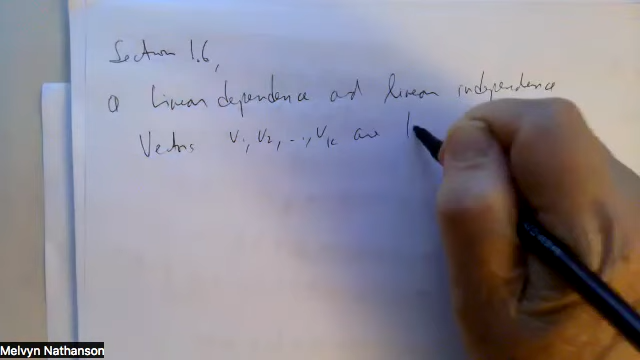 Section 1.6,
Linear dependence and linear independence
Vectors v1, v2, ..., vk are l
Melvyn Nathanson